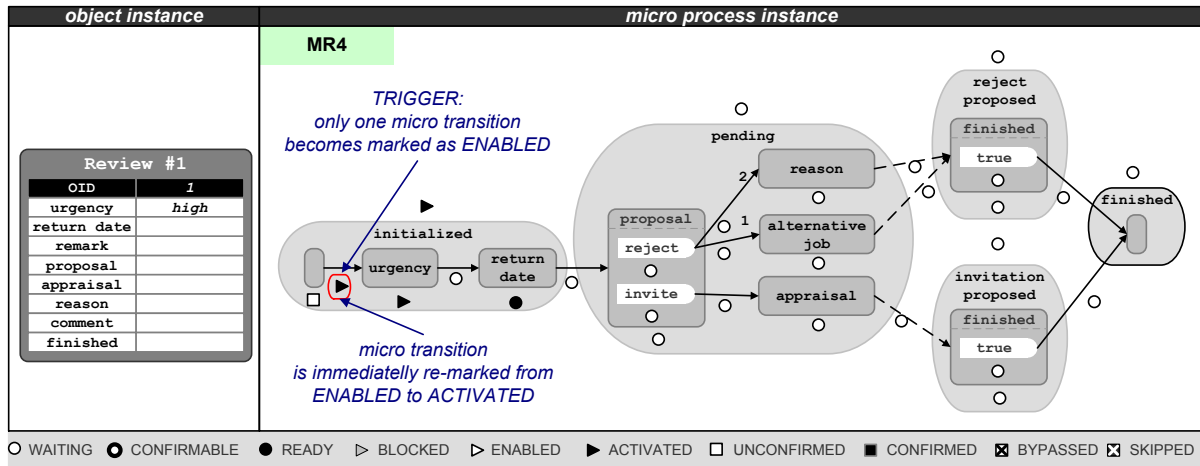 object instance
micro process instance
MR4
TRIGGER:
only one micro transition
becomes marked as ENABLED
Review #1
OID 1
urgency high
return date
remark
proposal
appraisal
reason
comment
finished
initialized
urgency
return
date
micro transition
is immediatelly re-marked from
ENABLED to ACTIVATED
pending
proposal
reject
invite
2
1
reason
alternative
job
appraisal
reject
proposed
finished
true
invitation
proposed
finished
true
finished
WAITING CONFIRMABLE READY BLOCKED ENABLED ACTIVATED UNCONFIRMED CONFIRMED BYPASSED SKIPPED